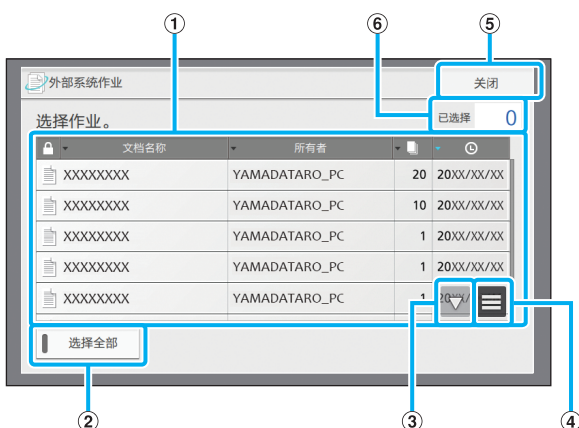 ① ⑥ ⑤
外部系统作业 关闭
选择作业。 已选择 0
文档名称 所有者
XXXXXXXX YAMADATARO_PC 20 20XX/XX/XX
XXXXXXXX YAMADATARO_PC 10 20XX/XX/XX
XXXXXXXX YAMADATARO_PC 1 20XX/XX/XX
XXXXXXXX YAMADATARO_PC 1 20XX/XX/XX
XXXXXXXX YAMADATARO_PC 1
选择全部
② ③ ④